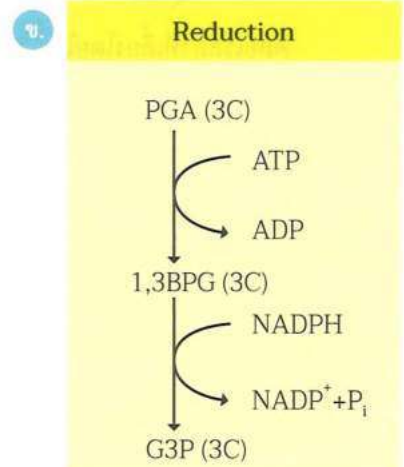 ข.
Reduction
PGA (3C)
ATP
ADP
1,3BPG (3C)
NADPH
NADP⁺+Pᵢ
G3P (3C)